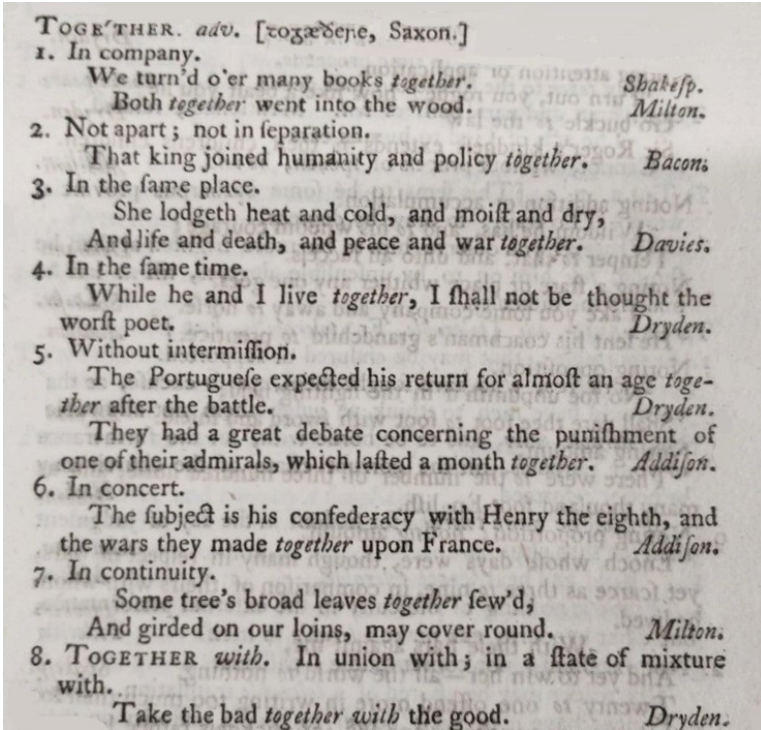 TOGE'THER. adv. [toȝæðeꞃe, Saxon.]
1. In company.
We turn'd o'er many books together. Shakeſp.
Both together went into the wood. Milton.
2. Not apart; not in ſeparation.
That king joined humanity and policy together. Bacon.
3. In the ſame place.
She lodgeth heat and cold, and moiſt and dry,
And life and death, and peace and war together. Davies.
4. In the ſame time.
While he and I live together, I ſhall not be thought the
worſt poet. Dryden.
5. Without intermiſſion.
The Portugueſe expected his return for almoſt an age toge-
ther after the battle. Dryden.
They had a great debate concerning the puniſhment of
one of their admirals, which laſted a month together. Addiſon.
6. In concert.
The ſubject is his confederacy with Henry the eighth, and
the wars they made together upon France. Addiſon.
7. In continuity.
Some tree's broad leaves together ſew'd,
And girded on our loins, may cover round. Milton.
8. TOGETHER with. In union with; in a ſtate of mixture
with.
Take the bad together with the good. Dryden.